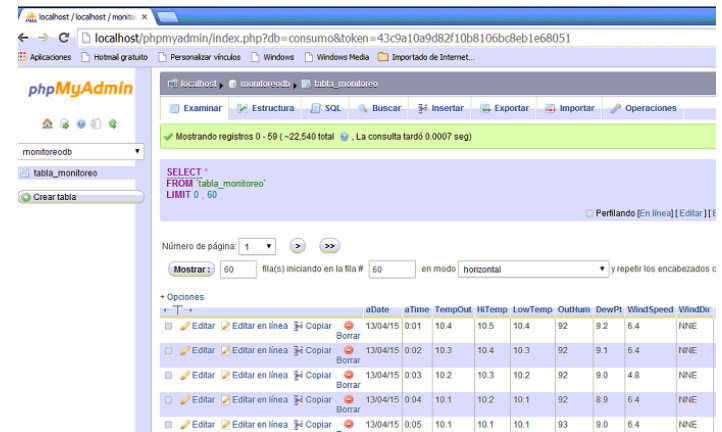 localhost / localhost / monito
localhost/phpmyadmin/index.php?db=consumo&token=43c9a10a9d82f10b8106bc8eb1e68051
Aplicaciones Hotmail gratuito Personalizar vínculos Windows Windows Media Importado de Internet...
phpMyAdmin
monitoreodb
tabla_monitoreo
Crear tabla
localhost monitoreodb tabla_monitoreo
Examinar Estructura SQL Buscar Insertar Exportar Importar Operaciones
Mostrando registros 0 - 59 ( ~22,540 total , La consulta tardó 0.0007 seg)
SELECT *
FROM `tabla_monitoreo`
LIMIT 0 , 60
Perfilando [En línea] [ Editar ] [ E
Número de página: 1 > >>
Mostrar : 60 fila(s) iniciando en la fila # 60 en modo horizontal y repetir los encabezados c
+ Opciones
←T→ aDate aTime TempOut HiTemp LowTemp OutHum DewPt WindSpeed WindDir
Editar Editar en línea Copiar Borrar 13/04/15 0:01 10.4 10.5 10.4 92 9.2 6.4 NNE
Editar Editar en línea Copiar Borrar 13/04/15 0:02 10.3 10.4 10.3 92 9.1 6.4 NNE
Editar Editar en línea Copiar Borrar 13/04/15 0:03 10.2 10.3 10.2 92 9.0 4.8 NNE
Editar Editar en línea Copiar Borrar 13/04/15 0:04 10.1 10.2 10.1 92 8.9 6.4 NNE
Editar Editar en línea Copiar 13/04/15 0:05 10.1 10.1 10.1 93 9.0 6.4 NNE